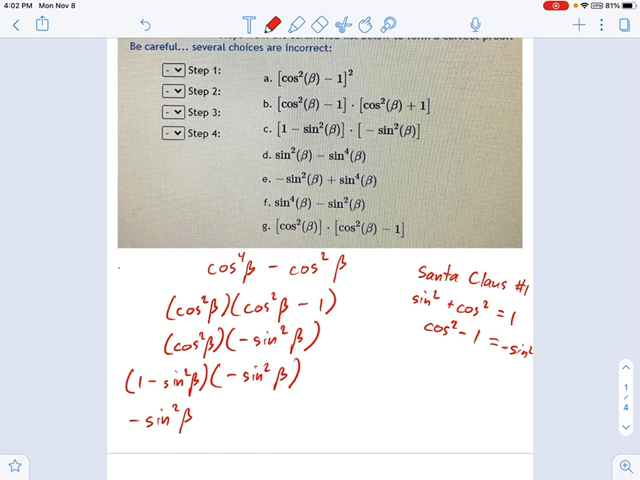 4:02 PM Mon Nov 8
VPN 81%
Be careful... several choices are incorrect:
- Step 1:
- Step 2:
- Step 3:
- Step 4:
a. [cos²(β) − 1]²
b. [cos²(β) − 1] · [cos²(β) + 1]
c. [1 − sin²(β)] · [ − sin²(β)]
d. sin²(β) − sin⁴(β)
e. −sin²(β) + sin⁴(β)
f. sin⁴(β) − sin²(β)
g. [cos²(β)] · [cos²(β) − 1]
cos⁴β − cos²β
(cos²β)(cos²β − 1)
(cos²β)(−sin²β)
(1 − sin²β)(−sin²β)
−sin²β
Santa Claus #1
sin² + cos² = 1
cos² − 1 = −sin²
1
4